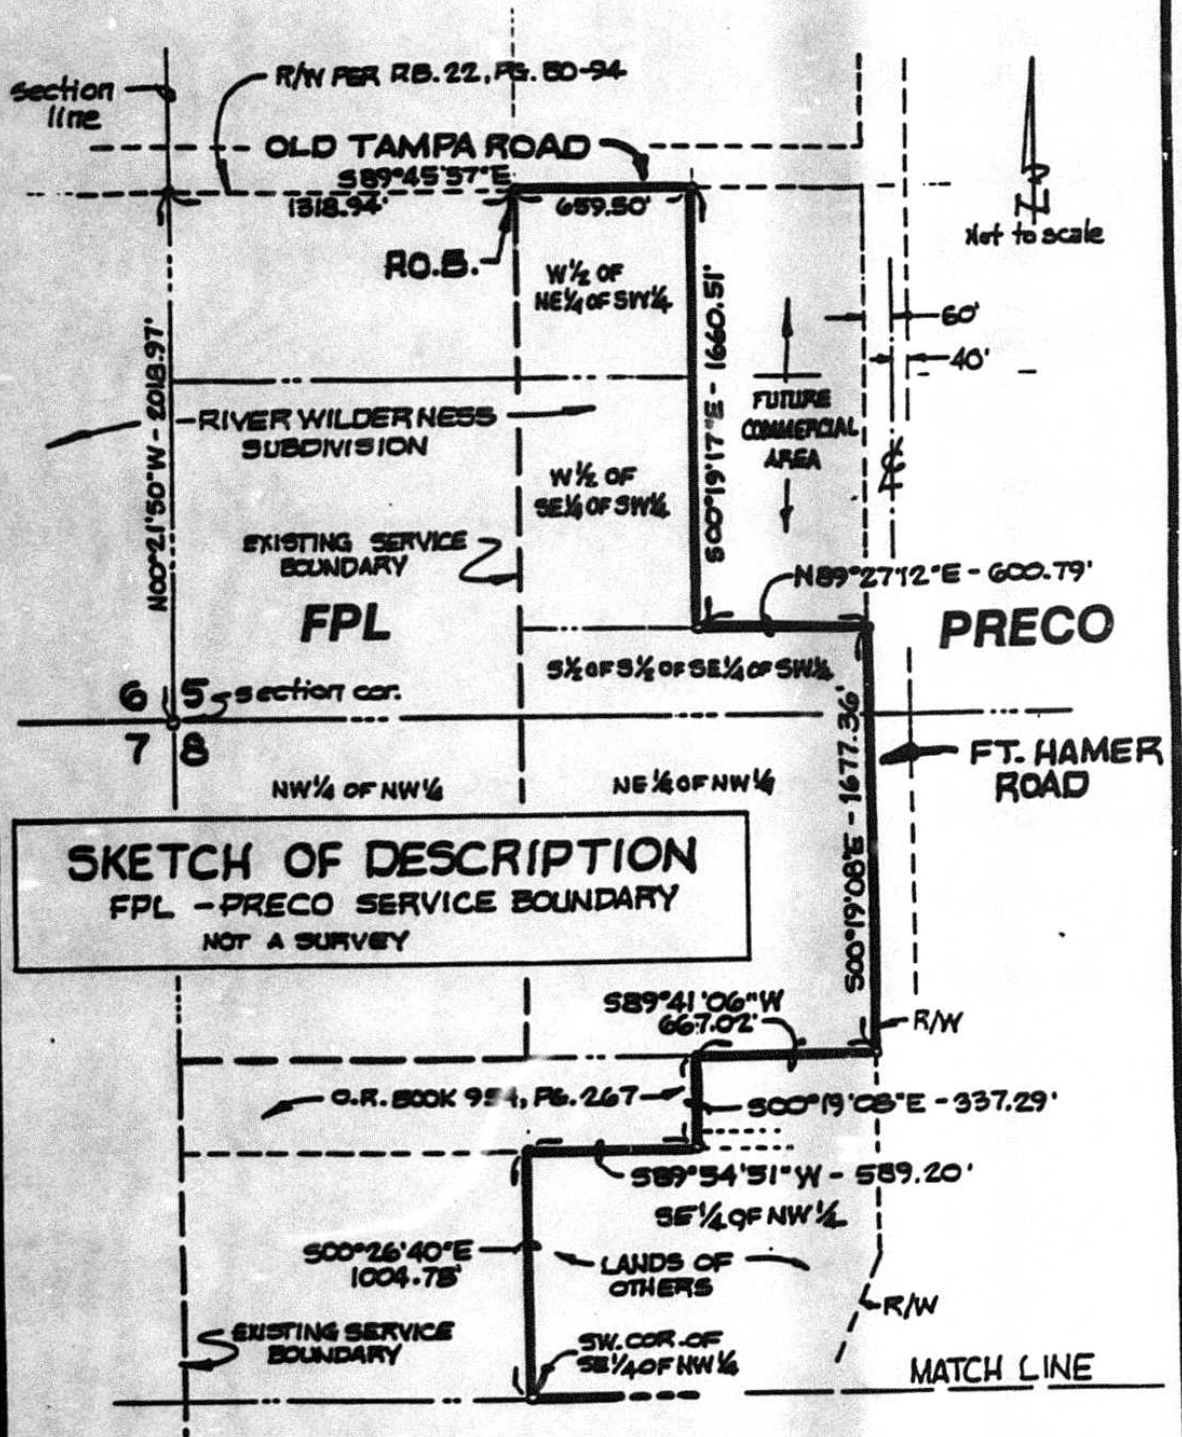 R/W PER RB. 22, PG. 80-94
section
line
OLD TAMPA ROAD
S89°45'57"E
1318.94'
659.50'
P.O.B.
Not to scale
W½ OF
NE¼ OF SW¼
60'
40'
N00°21'50"W - 2018.97'
S00°19'17"E - 1660.51'
RIVER WILDERNESS
SUBDIVISION
FUTURE
COMMERCIAL
AREA
W½ OF
SE¼ OF SW¼
EXISTING SERVICE
BOUNDARY
N89°27'12"E - 600.79'
FPL
PRECO
S½ OF S½ OF SE¼ OF SW¼
6 5
section cor.
7 8
S00°19'08"E - 1677.36'
FT. HAMER
ROAD
NW¼ OF NW¼
NE¼ OF NW¼
SKETCH OF DESCRIPTION
FPL - PRECO SERVICE BOUNDARY
NOT A SURVEY
S89°41'06"W
667.02'
R/W
O.R. BOOK 954, PG. 267
S00°19'08"E - 337.29'
S89°54'51"W - 589.20'
SE¼ OF NW¼
S00°26'40"E
1004.78'
LANDS OF
OTHERS
R/W
EXISTING SERVICE
BOUNDARY
SW. COR. OF
SE¼ OF NW¼
MATCH LINE